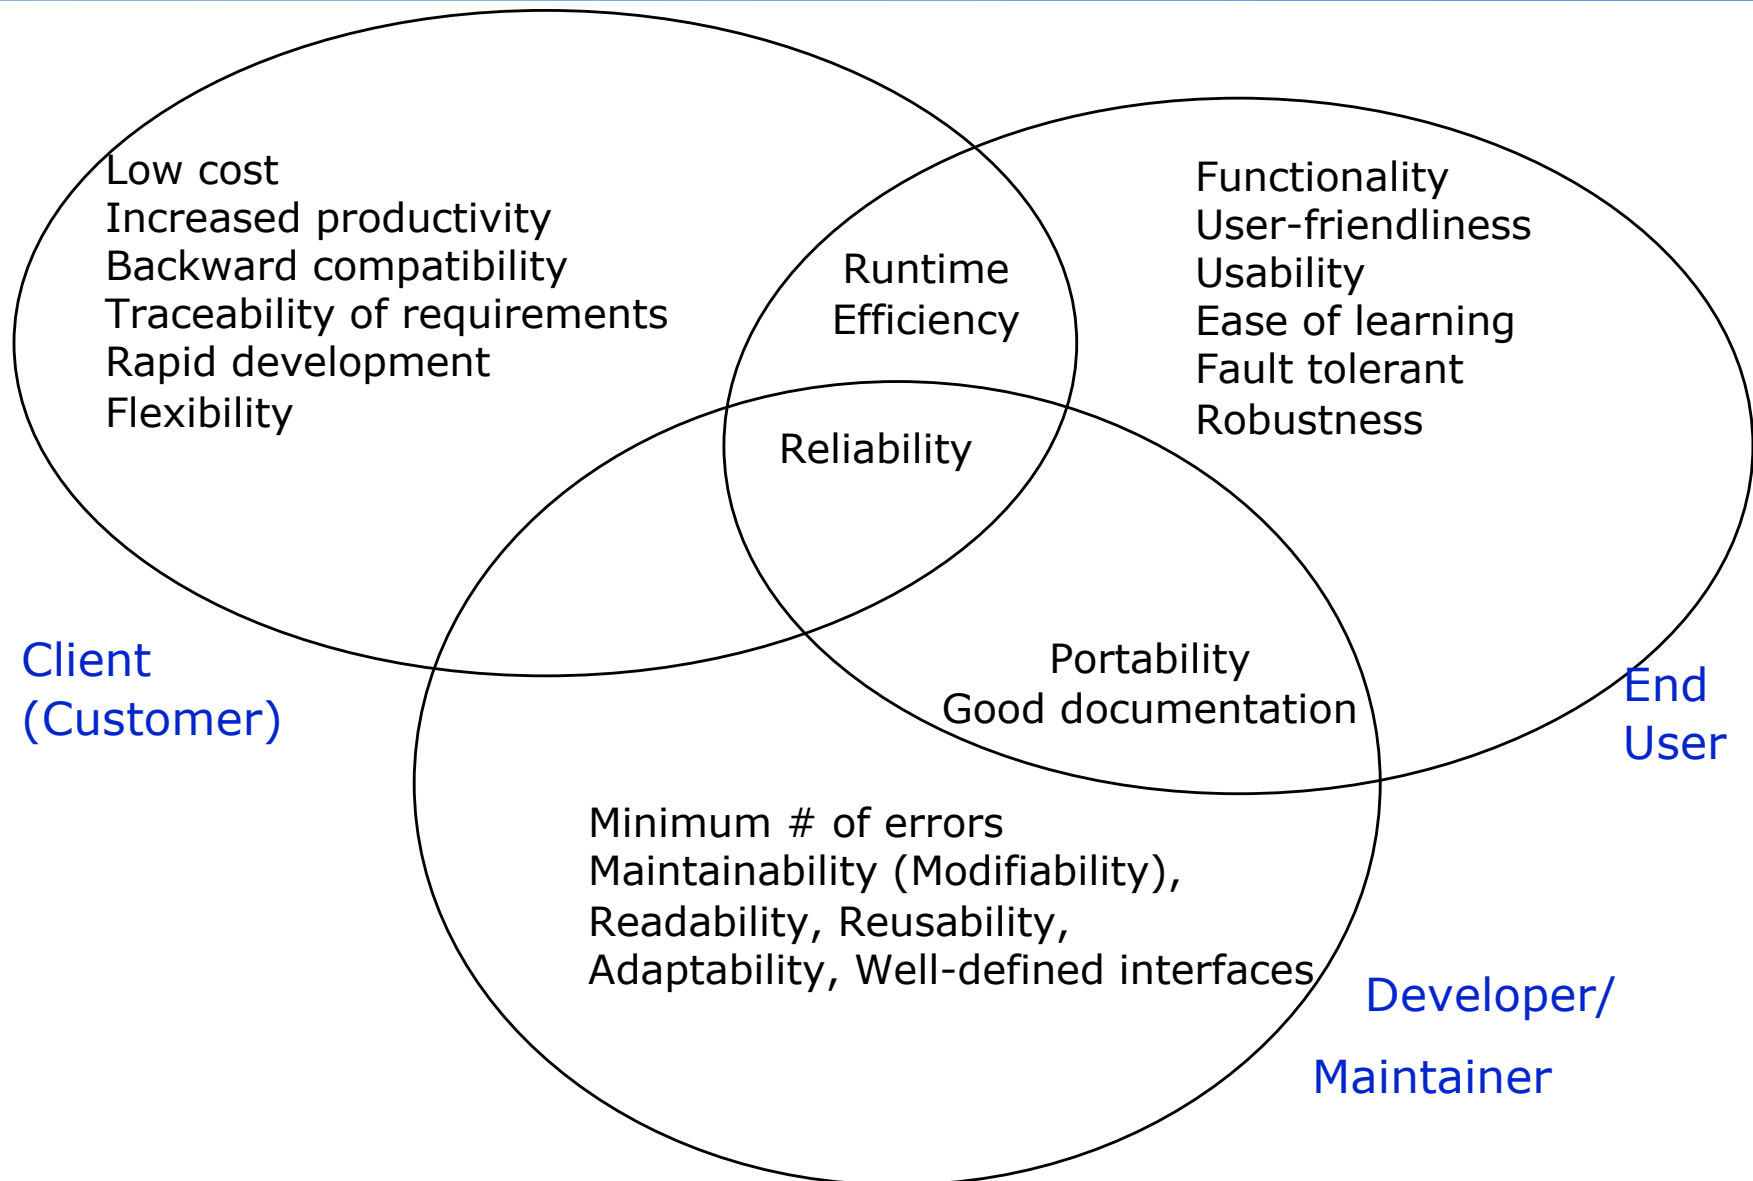 Low cost
Increased productivity
Backward compatibility
Traceability of requirements
Rapid development
Flexibility
Runtime
Efficiency
Functionality
User-friendliness
Usability
Ease of learning
Fault tolerant
Robustness
Reliability
Client
(Customer)
Portability
Good documentation
End
User
Minimum # of errors
Maintainability (Modifiability),
Readability, Reusability,
Adaptability, Well-defined interfaces
Developer/
Maintainer